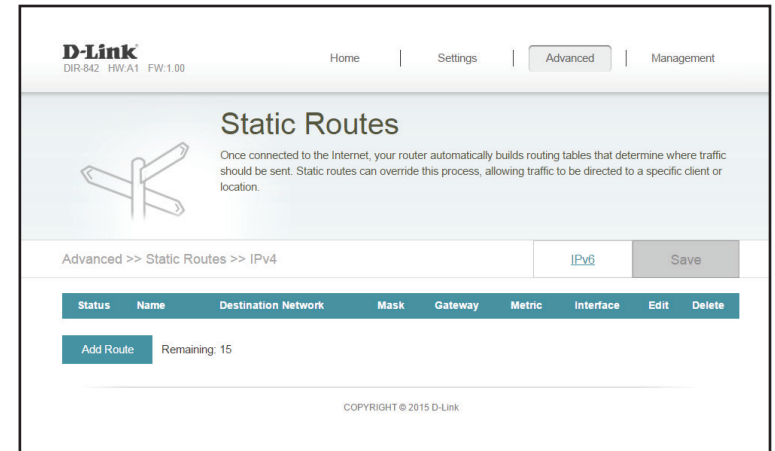 D-Link
DIR-842 HW:A1 FW:1.00
Home | Settings | Advanced | Management
Static Routes
Once connected to the Internet, your router automatically builds routing tables that determine where traffic
should be sent. Static routes can override this process, allowing traffic to be directed to a specific client or
location.
Advanced >> Static Routes >> IPv4
IPv6
Save
Status Name Destination Network Mask Gateway Metric Interface Edit Delete
Add Route Remaining: 15
COPYRIGHT © 2015 D-Link